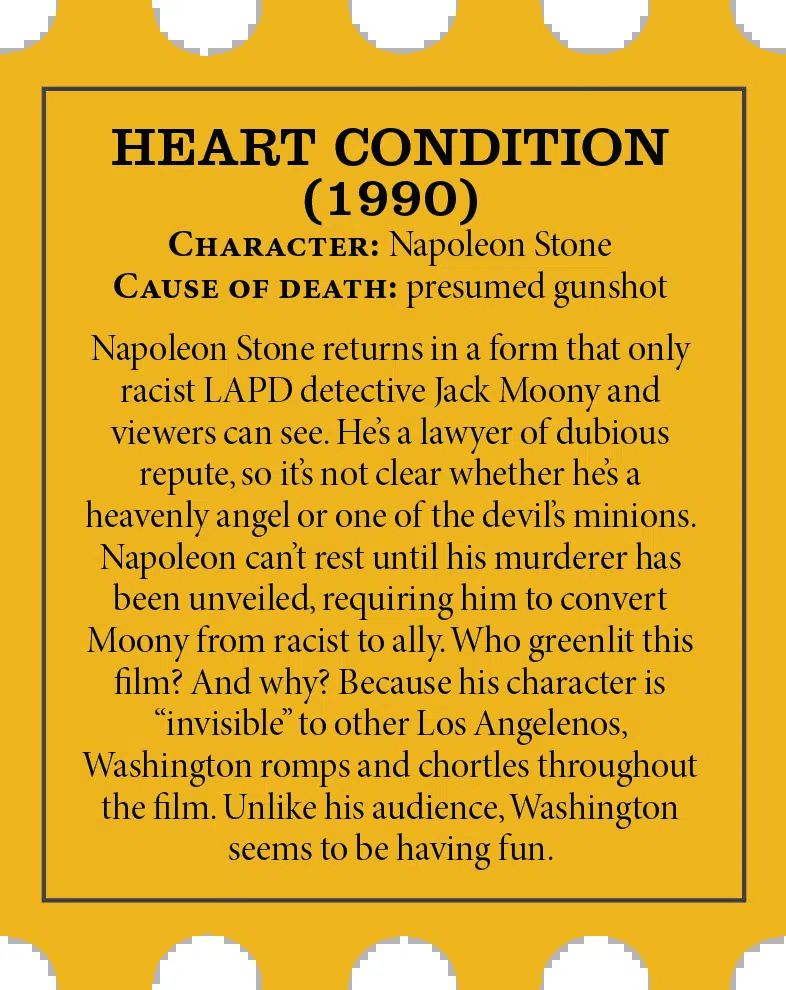 HEART CONDITION
(1990)
CHARACTER: Napoleon Stone
CAUSE OF DEATH: presumed gunshot
Napoleon Stone returns in a form that only
racist LAPD detective Jack Moony and
viewers can see. He’s a lawyer of dubious
repute, so it’s not clear whether he’s a
heavenly angel or one of the devil’s minions.
Napoleon can’t rest until his murderer has
been unveiled, requiring him to convert
Moony from racist to ally. Who greenlit this
film? And why? Because his character is
“invisible” to other Los Angelenos,
Washington romps and chortles throughout
the film. Unlike his audience, Washington
seems to be having fun.